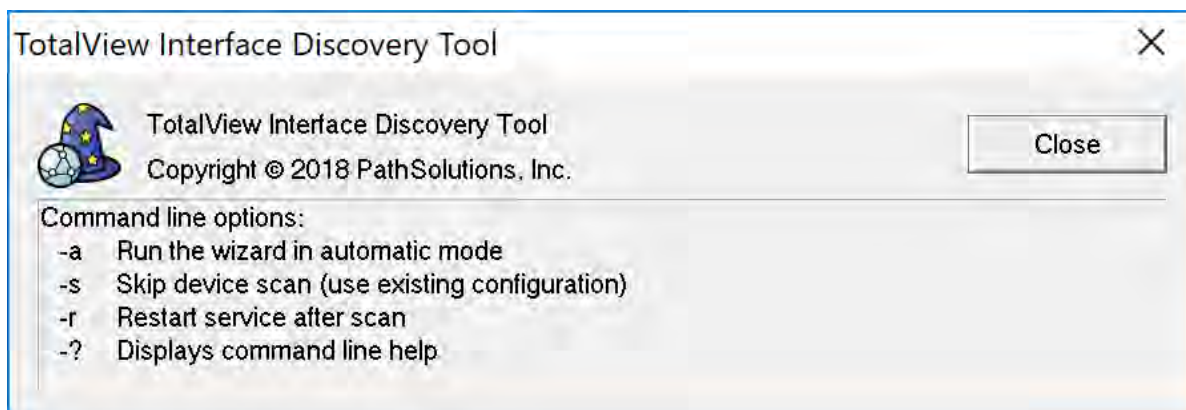 TotalView Interface Discovery Tool
TotalView Interface Discovery Tool
Copyright © 2018 PathSolutions, Inc.
Close
Command line options:
-a Run the wizard in automatic mode
-s Skip device scan (use existing configuration)
-r Restart service after scan
-? Displays command line help